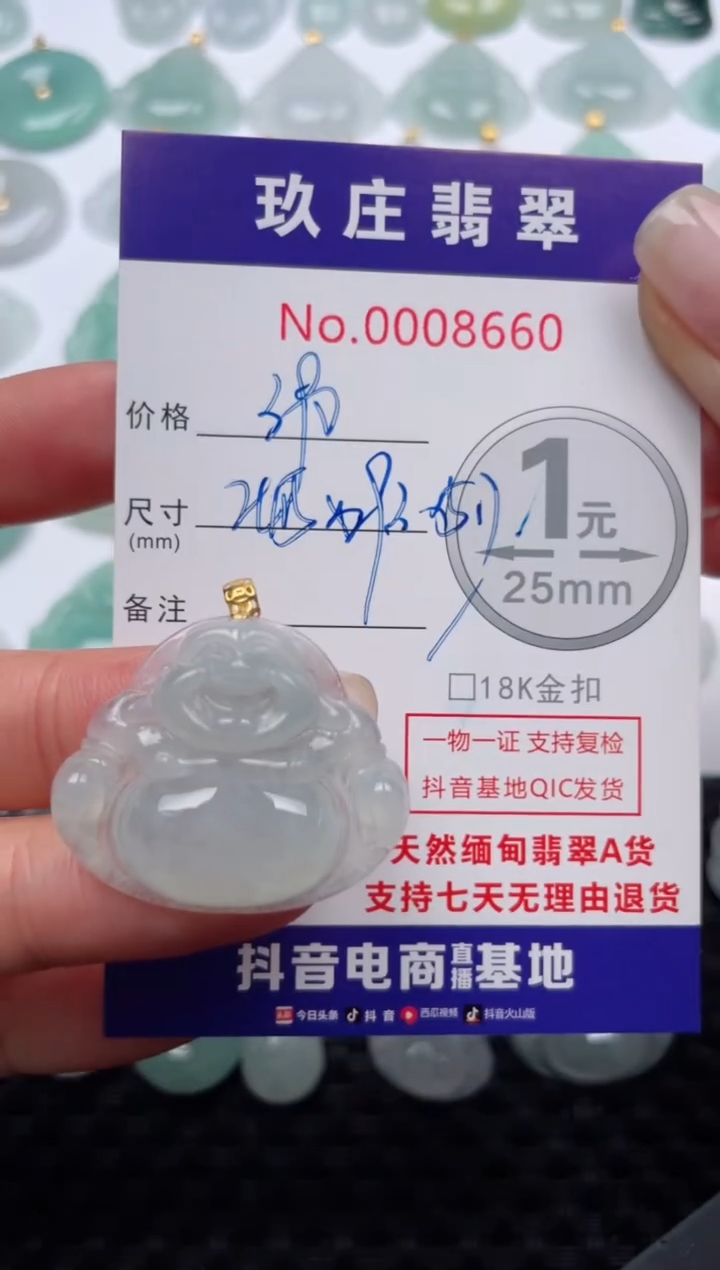 玖庄翡翠
No.0008660
价格
尺寸
(mm)
备注
1元
25mm
□18K金扣
一物一证 支持复检
抖音基地QIC发货
天然缅甸翡翠A货
支持七天无理由退货
抖音电商直播基地
今日头条 抖音 西瓜视频 抖音火山版